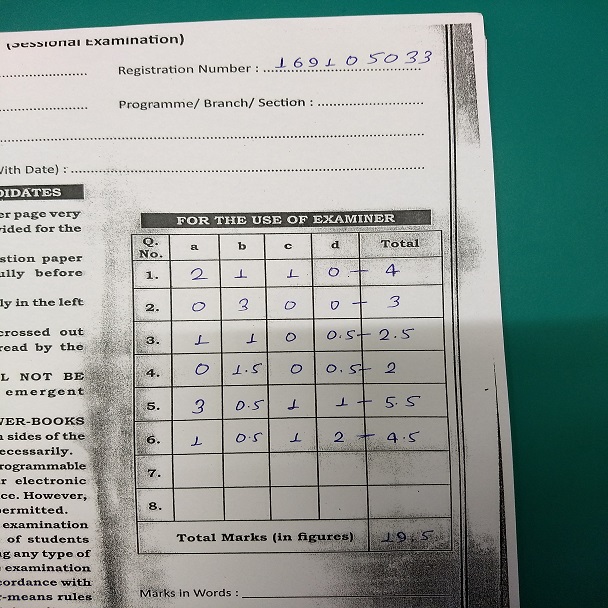 (Sessional Examination)
Registration Number : 169105033
Programme/ Branch/ Section :
With Date) :
DIDATES
er page very
vided for the
stion paper
ully before
ly in the left
crossed out
read by the
L NOT BE
emergent
WER-BOOKS
n sides of the
ecessarily.
rogrammable
r electronic
ce. However,
permitted.
examination
of students
g any type of
examination
cordance with
r-means rules
FOR THE USE OF EXAMINER
Q. No. a b c d Total
1. 2 1 1 0 - 4
2. 0 3 0 0 - 3
3. 1 1 0 0.5 - 2.5
4. 0 1.5 0 0.5 - 2
5. 3 0.5 1 1 - 5.5
6. 1 0.5 1 2 - 4.5
7.
8.
Total Marks (in figures) 19.5
Marks in Words :